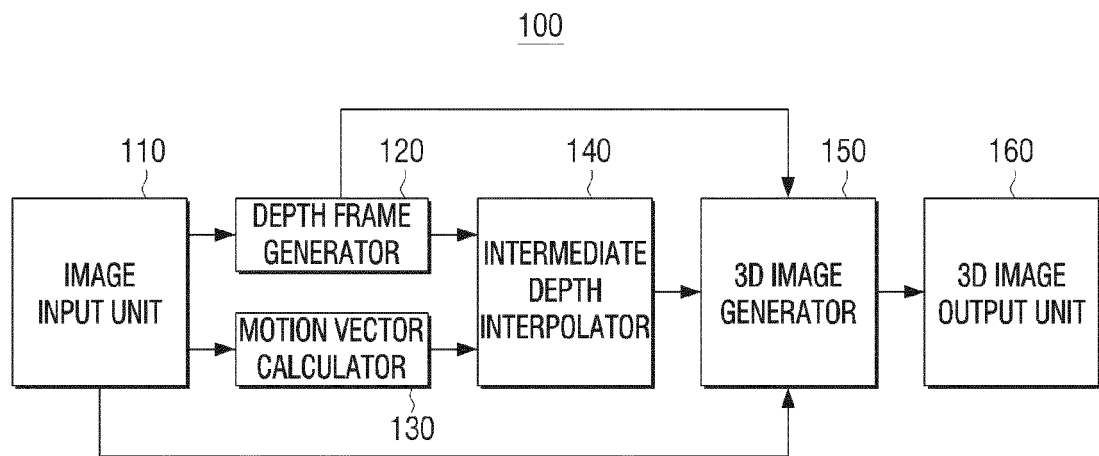 100
110
120
140
150
160
IMAGE
INPUT UNIT
DEPTH FRAME
GENERATOR
MOTION VECTOR
CALCULATOR
130
INTERMEDIATE
DEPTH
INTERPOLATOR
3D IMAGE
GENERATOR
3D IMAGE
OUTPUT UNIT